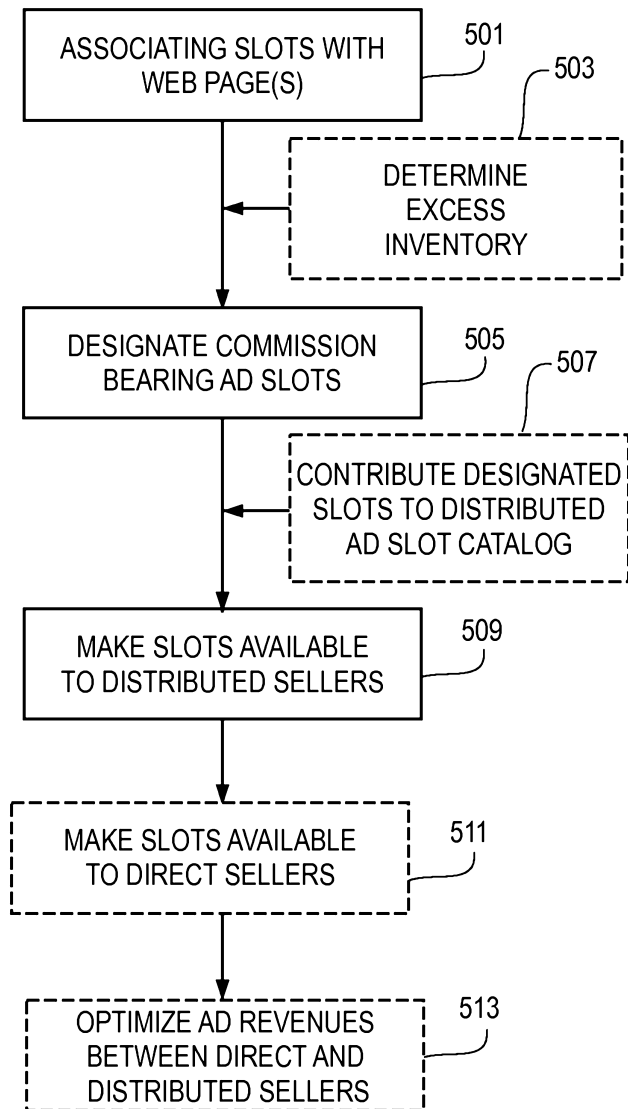 ASSOCIATING SLOTS WITH
WEB PAGE(S)
501
503
DETERMINE
EXCESS
INVENTORY
DESIGNATE COMMISSION
BEARING AD SLOTS
505
507
CONTRIBUTE DESIGNATED
SLOTS TO DISTRIBUTED
AD SLOT CATALOG
MAKE SLOTS AVAILABLE
TO DISTRIBUTED SELLERS
509
MAKE SLOTS AVAILABLE
TO DIRECT SELLERS
511
OPTIMIZE AD REVENUES
BETWEEN DIRECT AND
DISTRIBUTED SELLERS
513